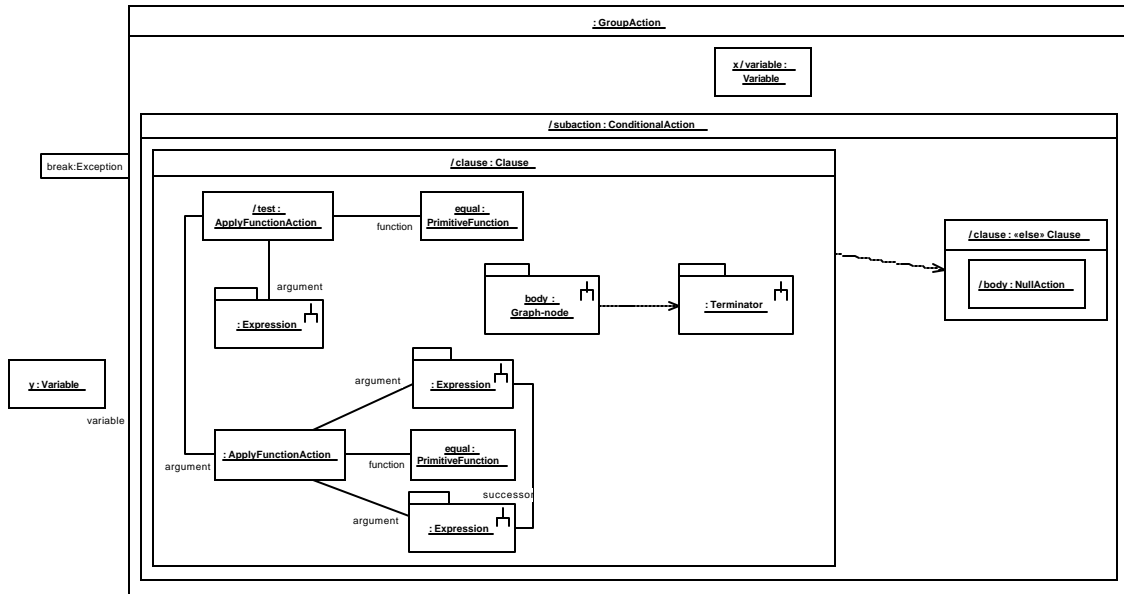 : GroupAction
x / variable :
Variable
/ subaction : ConditionalAction
break:Exception
/ clause : Clause
/ test :
ApplyFunctionAction
function
equal :
PrimitiveFunction
/ clause : «else» Clause
/ body : NullAction
argument
: Expression
body :
Graph-node
: Terminator
y : Variable
variable
argument
: Expression
: ApplyFunctionAction
argument
function
equal :
PrimitiveFunction
successor
argument
: Expression